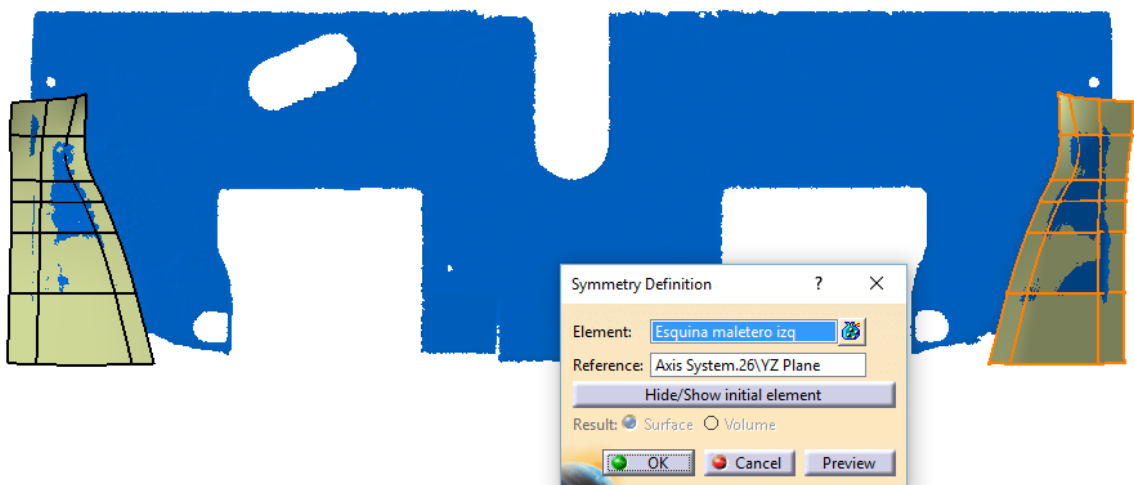 Symmetry Definition ? ×
Element: Esquina maletero izq
Reference: Axis System.26\YZ Plane
Hide/Show initial element
Result: Surface Volume
OK Cancel Preview